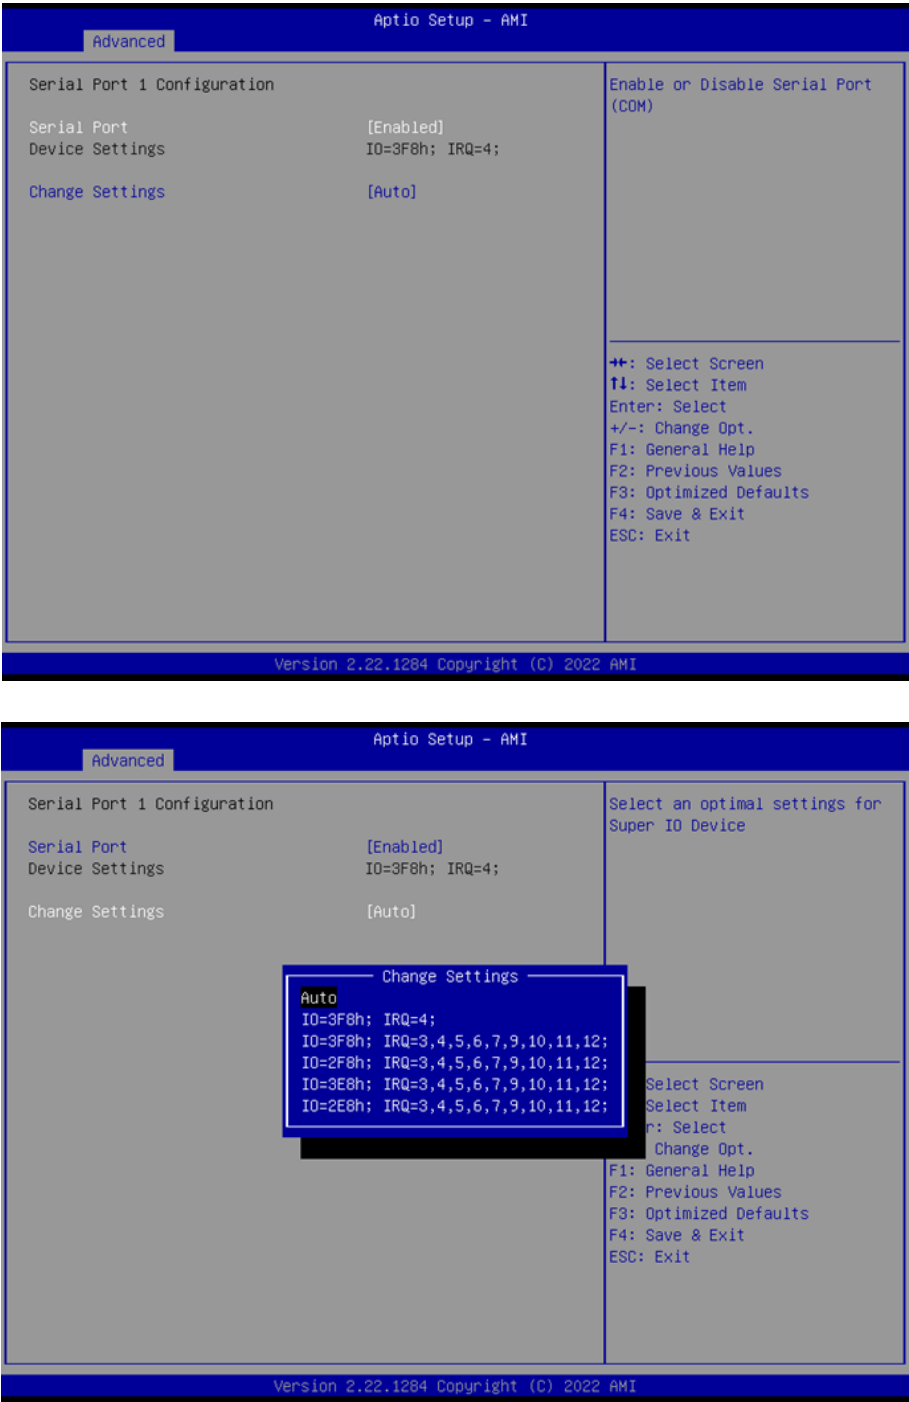 Aptio Setup - AMI
Advanced
Serial Port 1 Configuration
Serial Port [Enabled]
Device Settings IO=3F8h; IRQ=4;
Change Settings [Auto]
Enable or Disable Serial Port
(COM)
→←: Select Screen
↑↓: Select Item
Enter: Select
+/-: Change Opt.
F1: General Help
F2: Previous Values
F3: Optimized Defaults
F4: Save & Exit
ESC: Exit
Version 2.22.1284 Copyright (C) 2022 AMI
Aptio Setup - AMI
Advanced
Serial Port 1 Configuration
Serial Port [Enabled]
Device Settings IO=3F8h; IRQ=4;
Change Settings [Auto]
Select an optimal settings for
Super IO Device
Change Settings
Auto
IO=3F8h; IRQ=4;
IO=3F8h; IRQ=3,4,5,6,7,9,10,11,12;
IO=2F8h; IRQ=3,4,5,6,7,9,10,11,12;
IO=3E8h; IRQ=3,4,5,6,7,9,10,11,12;
IO=2E8h; IRQ=3,4,5,6,7,9,10,11,12;
Select Screen
Select Item
r: Select
Change Opt.
F1: General Help
F2: Previous Values
F3: Optimized Defaults
F4: Save & Exit
ESC: Exit
Version 2.22.1284 Copyright (C) 2022 AMI